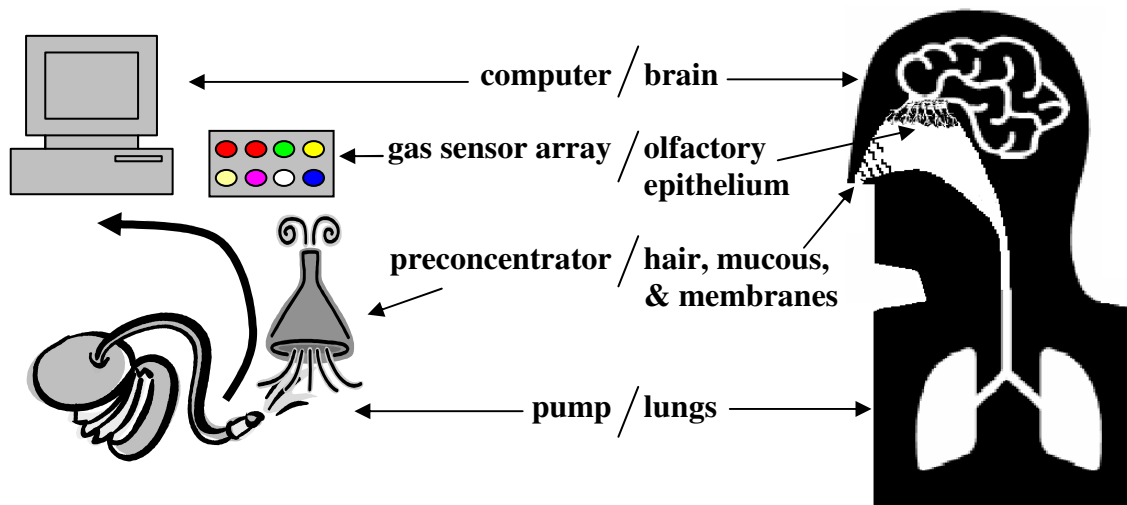 computer / brain
gas sensor array / olfactory
epithelium
preconcentrator / hair, mucous,
& membranes
pump / lungs